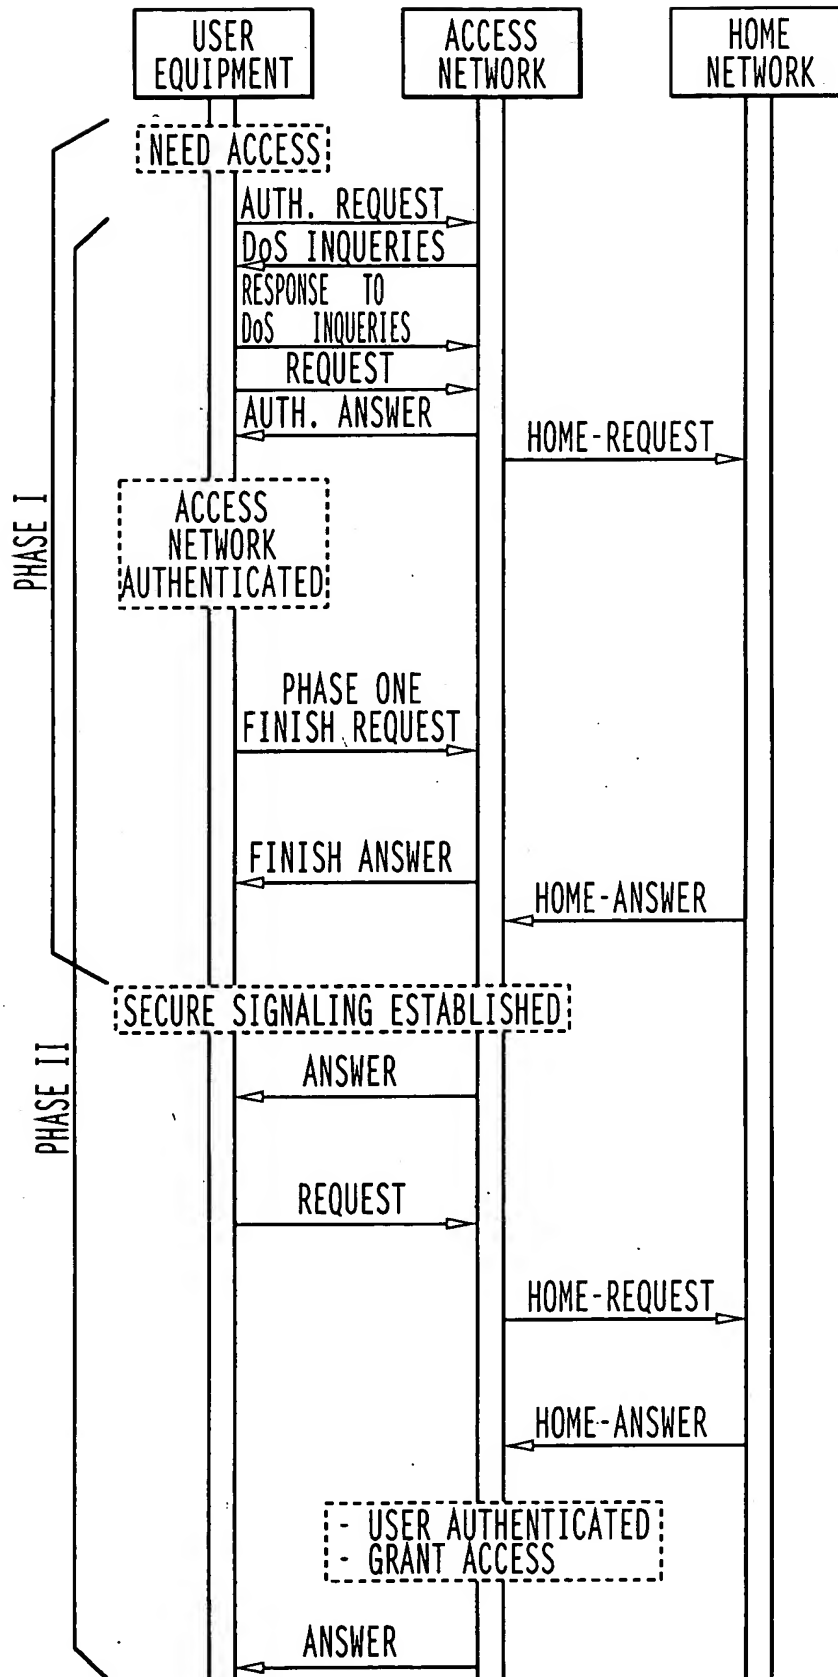 USER
EQUIPMENT
ACCESS
NETWORK
HOME
NETWORK
NEED ACCESS
AUTH. REQUEST
DoS INQUERIES
RESPONSE TO
DoS INQUERIES
REQUEST
AUTH. ANSWER
HOME-REQUEST
PHASE I
ACCESS
NETWORK
AUTHENTICATED
PHASE ONE
FINISH REQUEST
FINISH ANSWER
HOME-ANSWER
SECURE SIGNALING ESTABLISHED
PHASE II
ANSWER
REQUEST
HOME-REQUEST
HOME-ANSWER
- USER AUTHENTICATED
- GRANT ACCESS
ANSWER